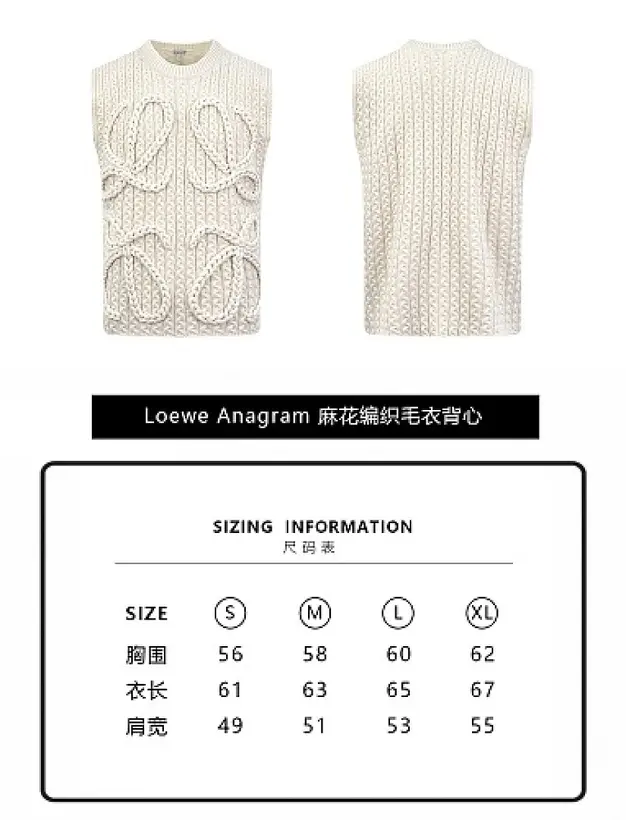 Loewe Anagram 麻花编织毛衣背心
SIZING INFORMATION
尺码表
SIZE S M L XL
胸围 56 58 60 62
衣长 61 63 65 67
肩宽 49 51 53 55